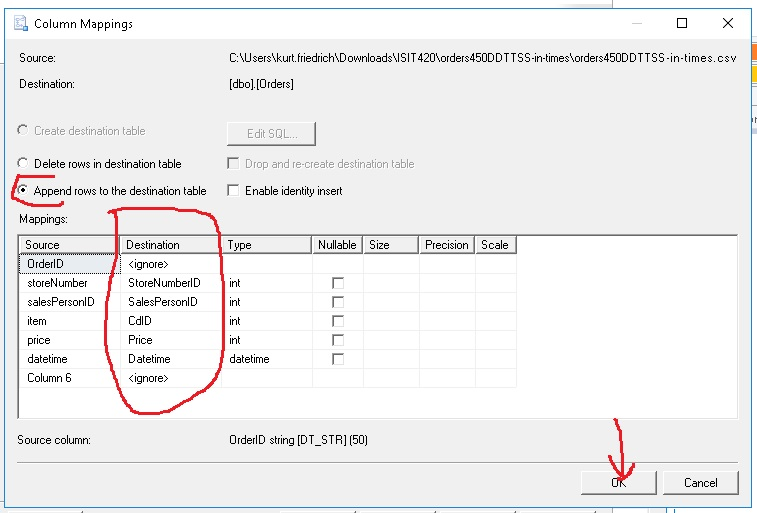 Column Mappings
Source: C:\Users\kurt.friedrich\Downloads\ISIT420\orders450DDTTSS-in-times\orders450DDTTSS-in-times.csv
Destination: [dbo].[Orders]
Create destination table Edit SQL...
Delete rows in destination table Drop and re-create destination table
Append rows to the destination table Enable identity insert
Mappings:
Source Destination Type Nullable Size Precision Scale
OrderID <ignore>
storeNumber StoreNumberID int
salesPersonID SalesPersonID int
item CdID int
price Price int
datetime Datetime datetime
Column 6 <ignore>
Source column: OrderID string [DT_STR] (50)
OK Cancel